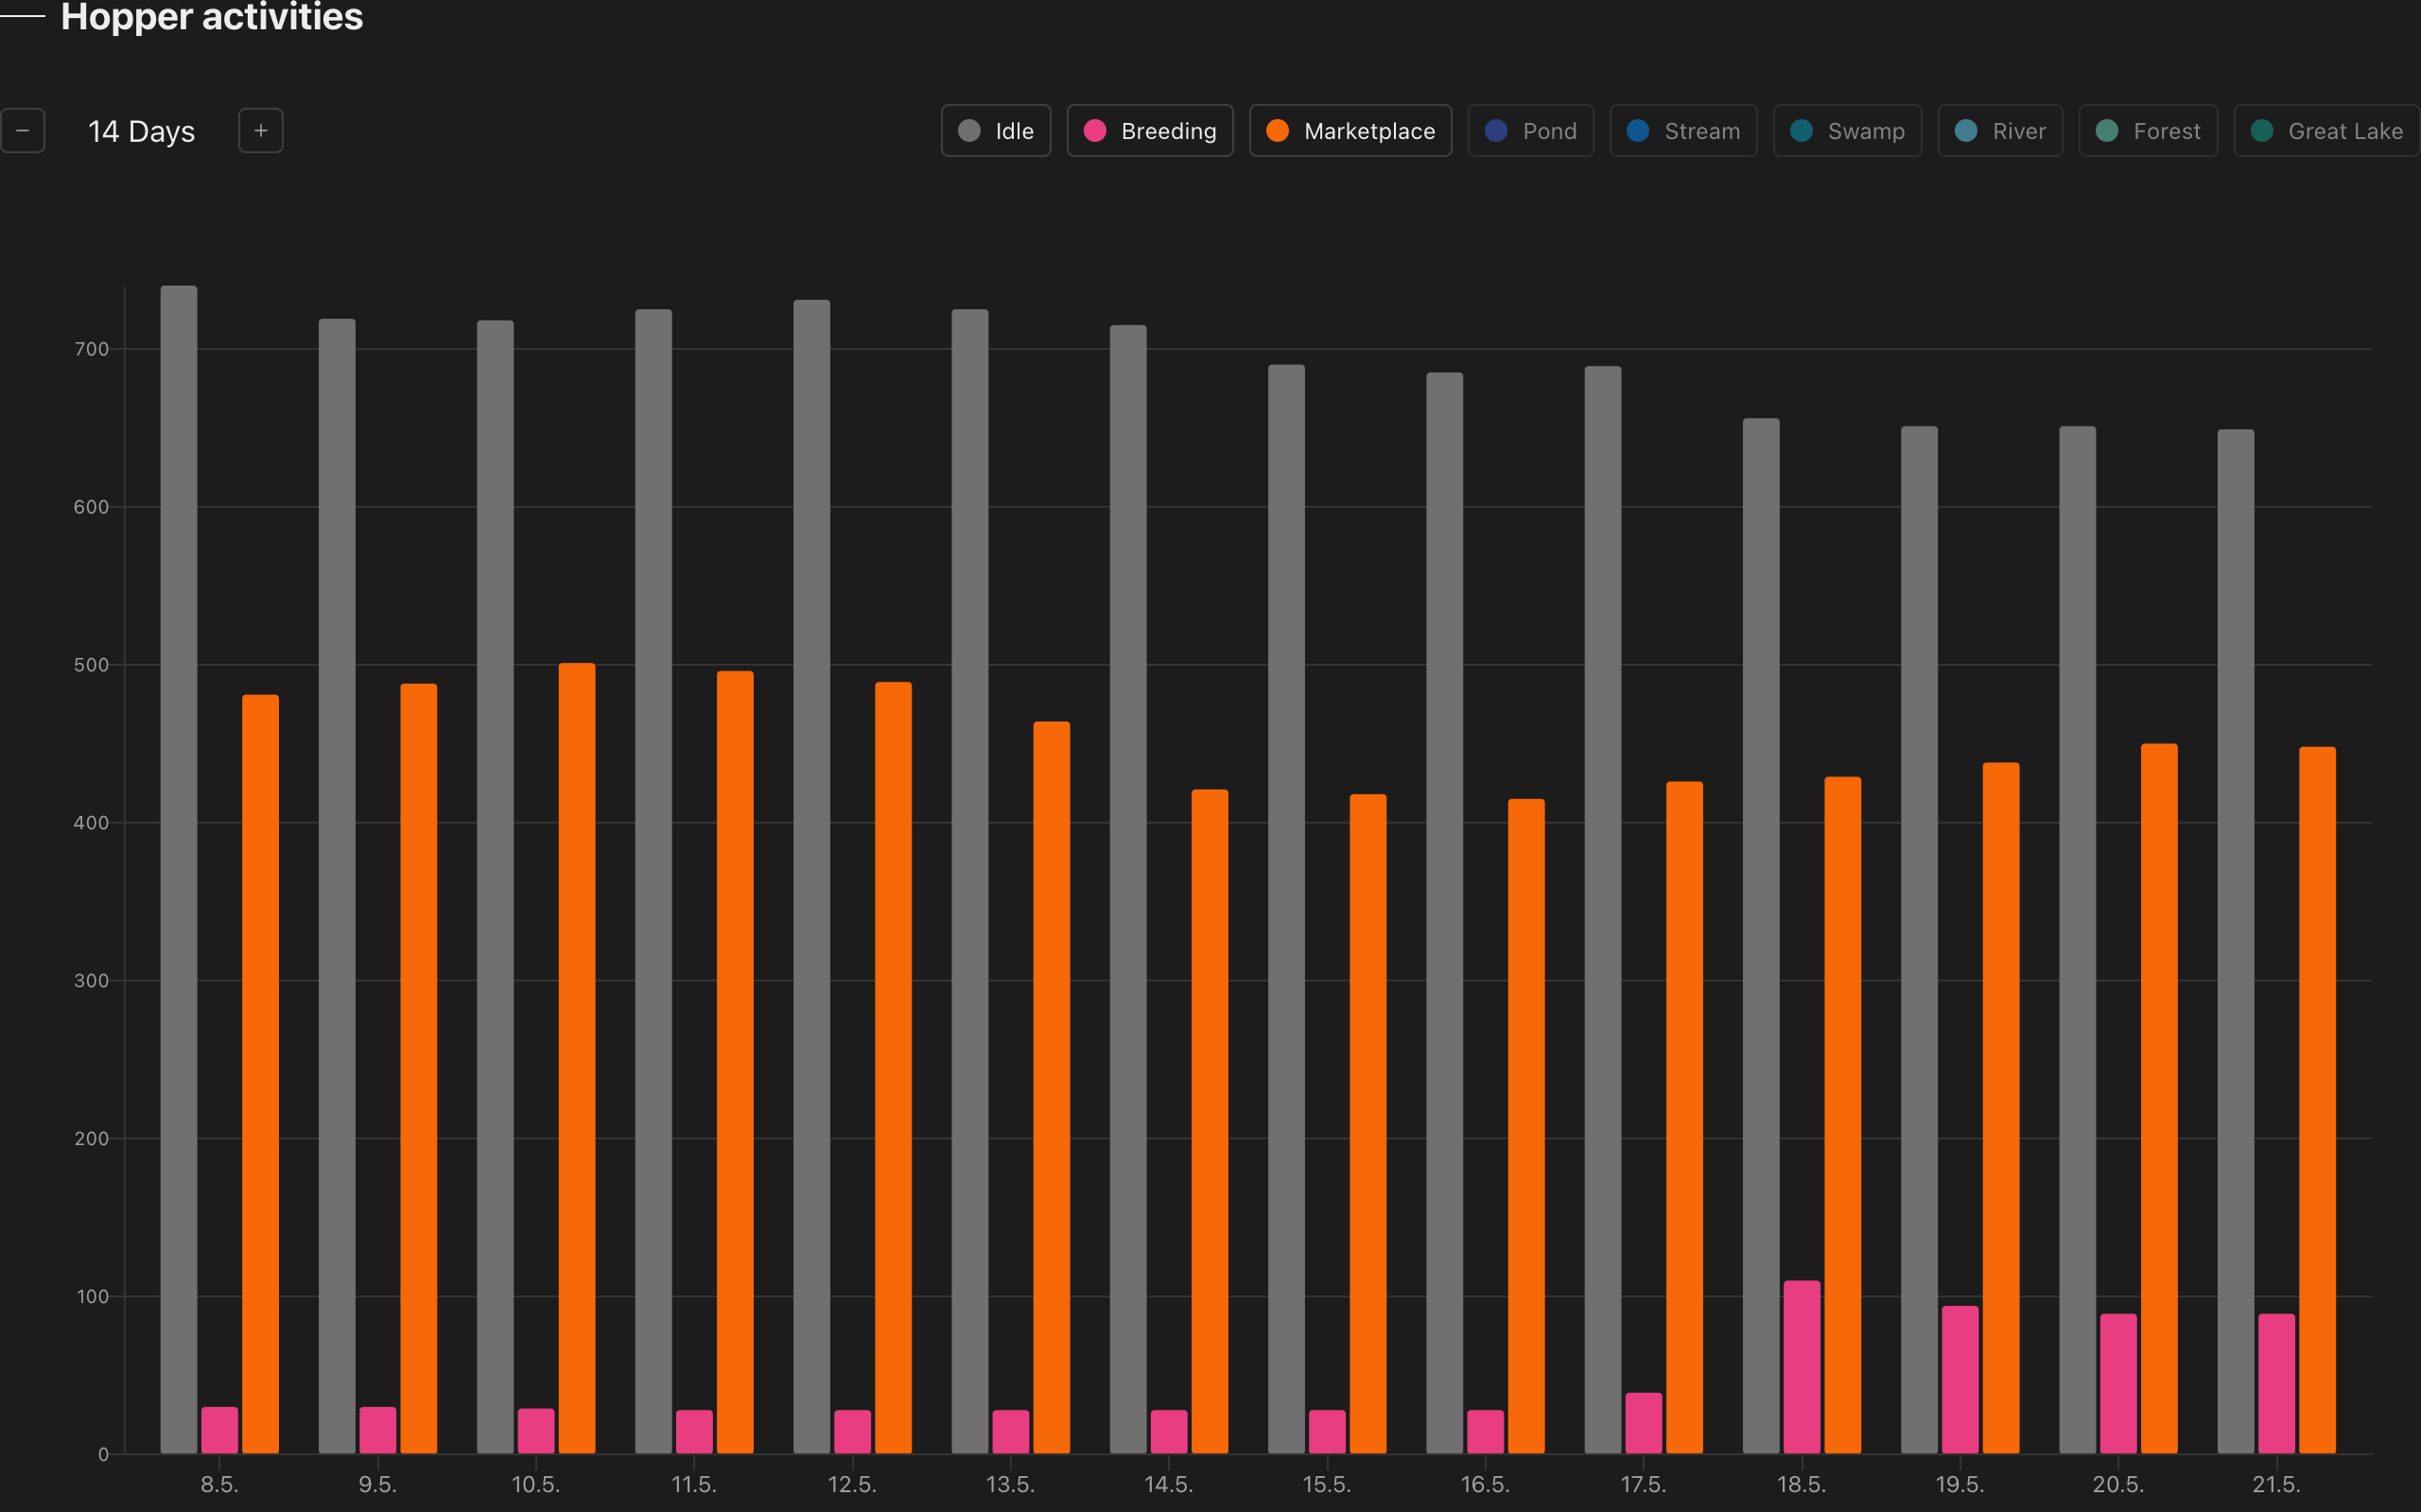 Hopper activities
− 14 Days + Idle Breeding Marketplace Pond Stream Swamp River Forest Great Lake
700
600
500
400
300
200
100
0
8.5. 9.5. 10.5. 11.5. 12.5. 13.5. 14.5. 15.5. 16.5. 17.5. 18.5. 19.5. 20.5. 21.5.